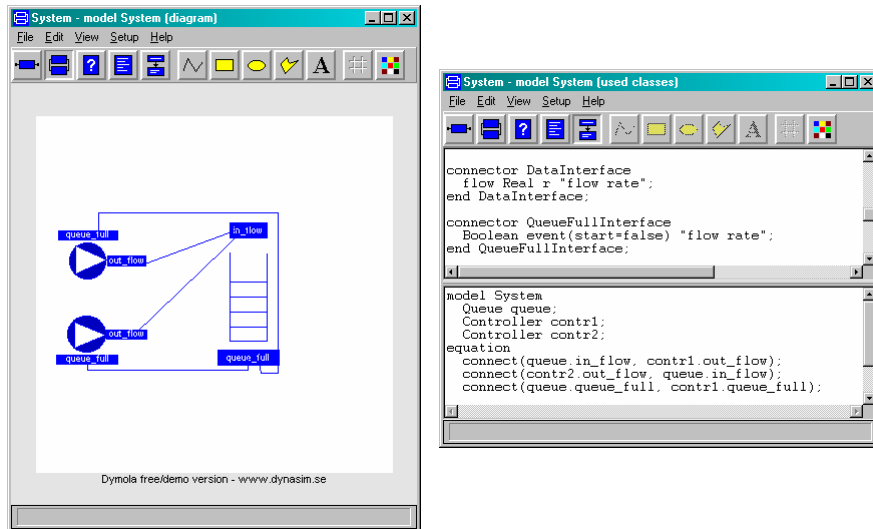 System - model System (diagram)
File Edit View Setup Help
? A
queue_full
in_flow
out_flow
out_flow
queue_full
queue_full
Dymola free/demo version - www.dynasim.se
System - model System (used classes)
File Edit View Setup Help
? A
connector DataInterface
flow Real r "flow rate";
end DataInterface;
connector QueueFullInterface
Boolean event(start=false) "flow rate";
end QueueFullInterface;
model System
Queue queue;
Controller contr1;
Controller contr2;
equation
connect(queue.in_flow, contr1.out_flow);
connect(contr2.out_flow, queue.in_flow);
connect(queue.queue_full, contr1.queue_full);